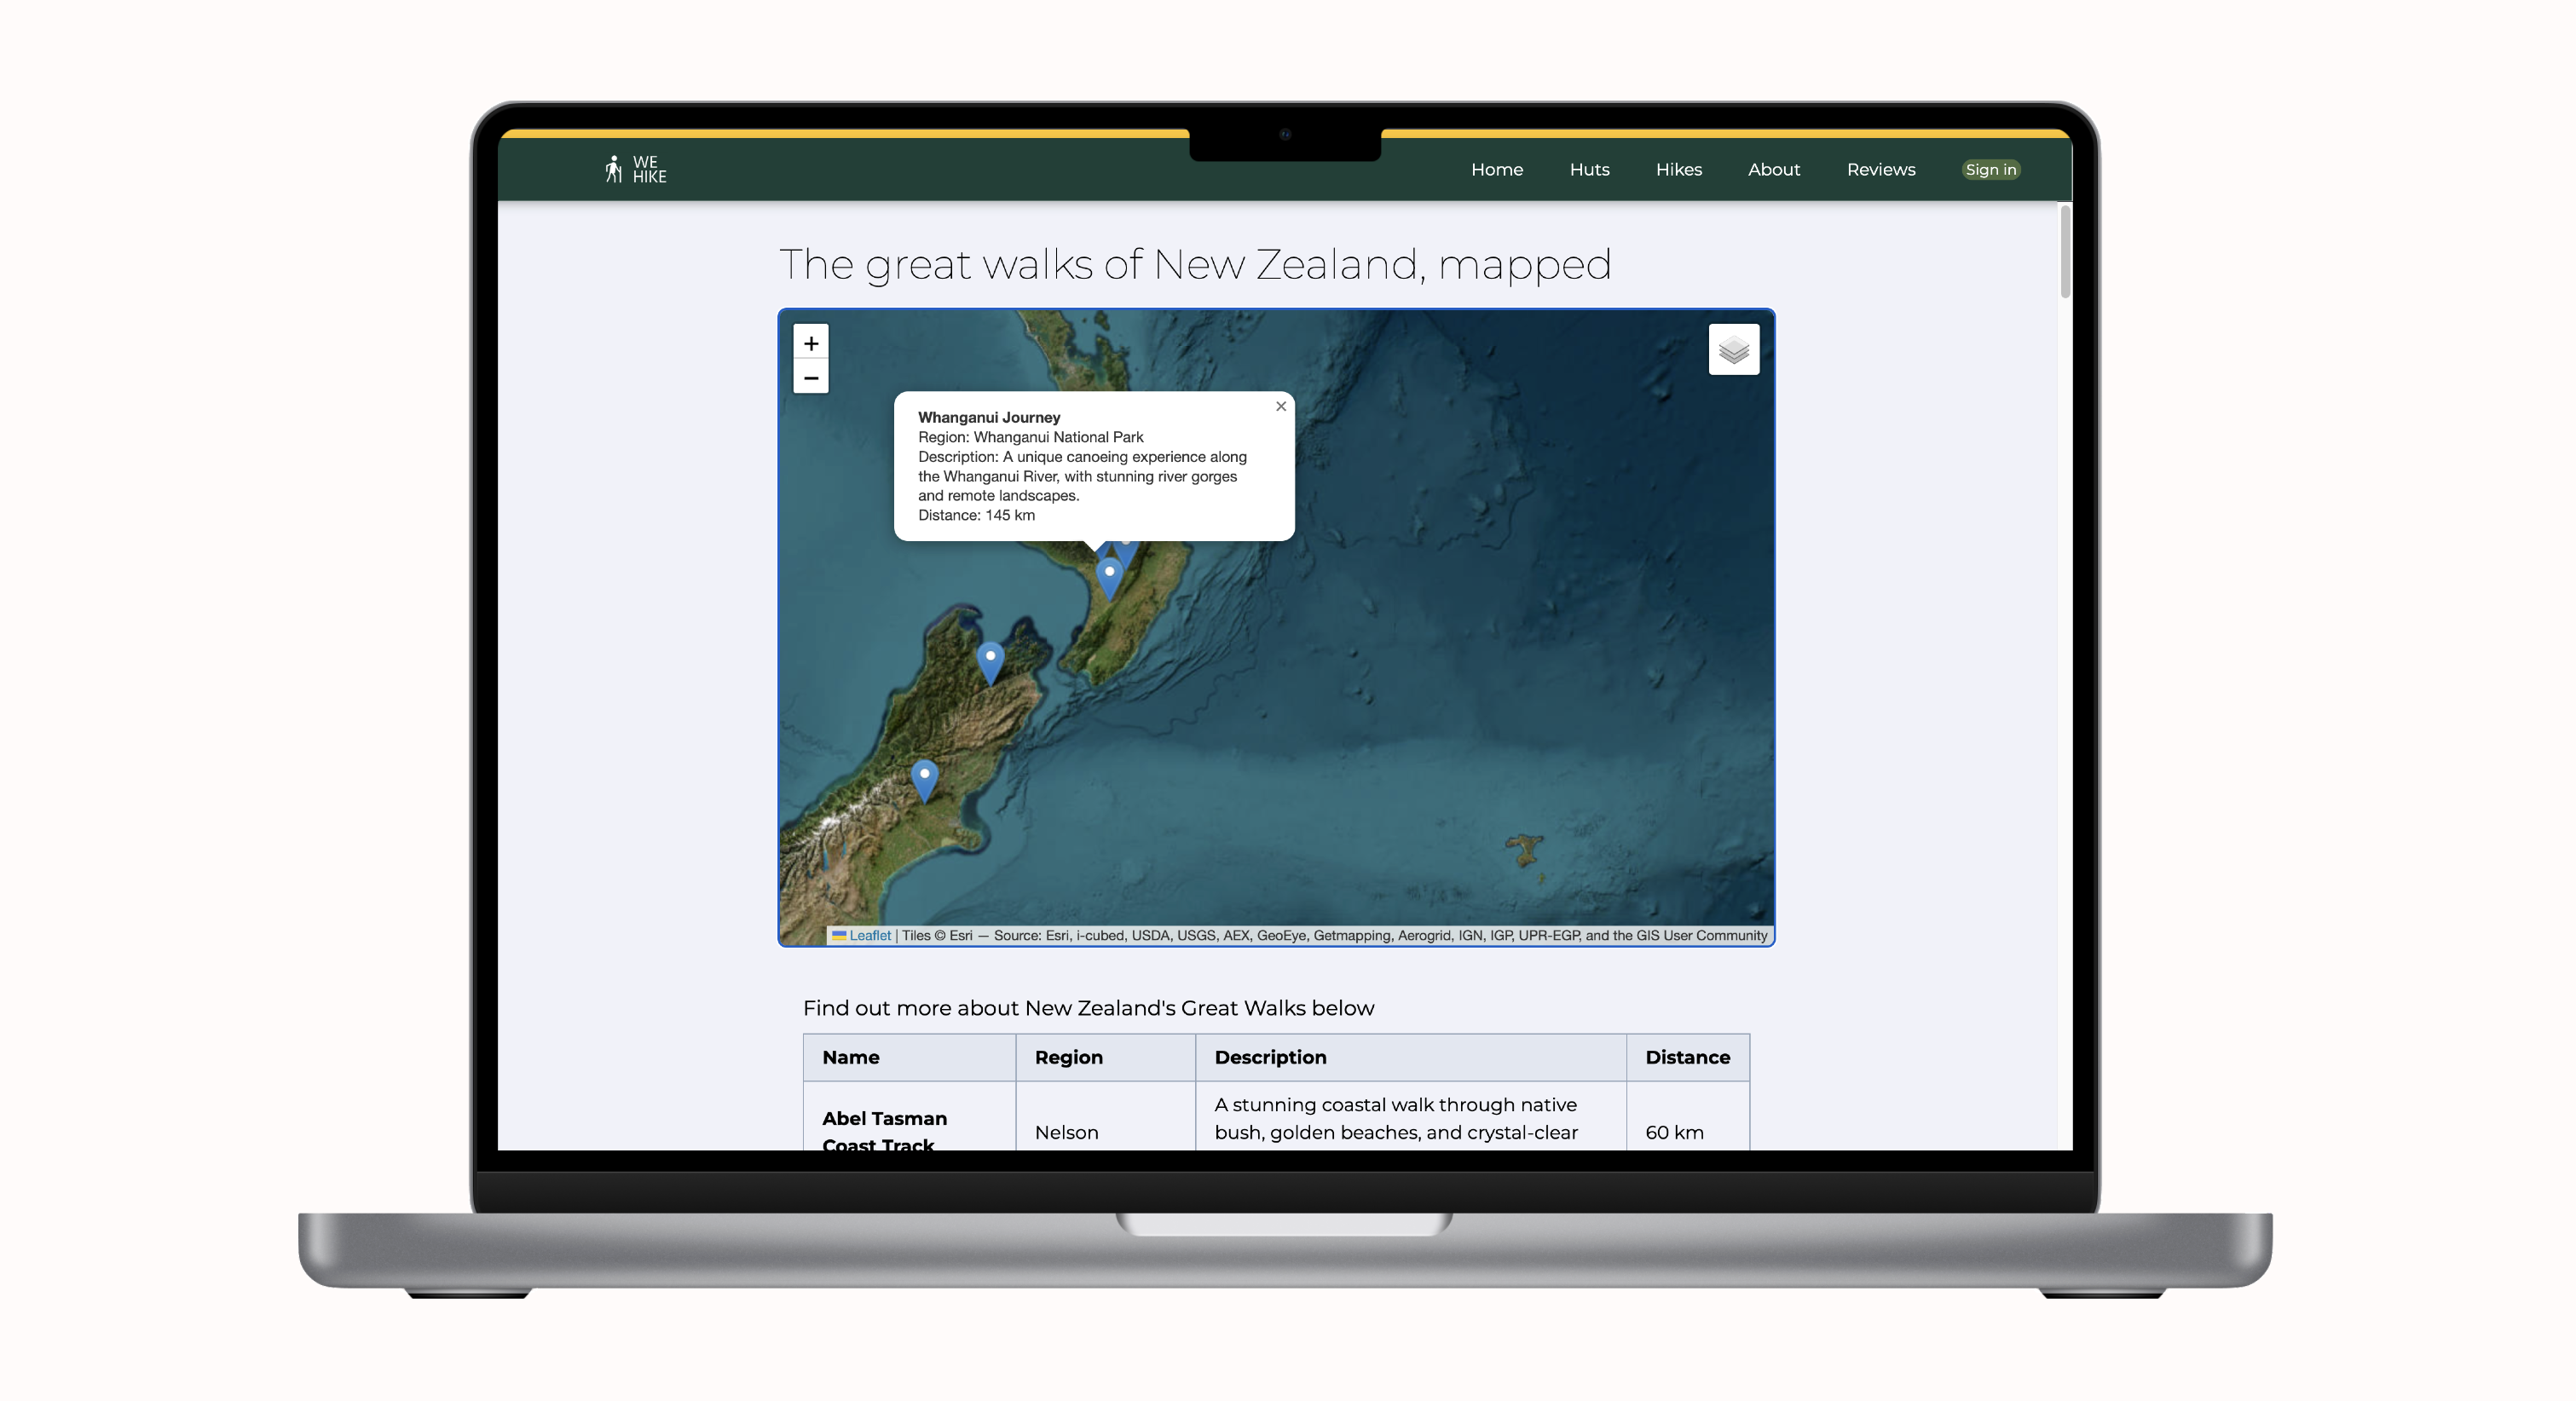 WE
HIKE
Home Huts Hikes About Reviews Sign in
The great walks of New Zealand, mapped
+
−
×
Whanganui Journey
Region: Whanganui National Park
Description: A unique canoeing experience along
the Whanganui River, with stunning river gorges
and remote landscapes.
Distance: 145 km
Leaflet | Tiles © Esri — Source: Esri, i-cubed, USDA, USGS, AEX, GeoEye, Getmapping, Aerogrid, IGN, IGP, UPR-EGP, and the GIS User Community
Find out more about New Zealand's Great Walks below
Name Region Description Distance
Abel Tasman
Coast Track
Nelson
A stunning coastal walk through native
bush, golden beaches, and crystal-clear
60 km